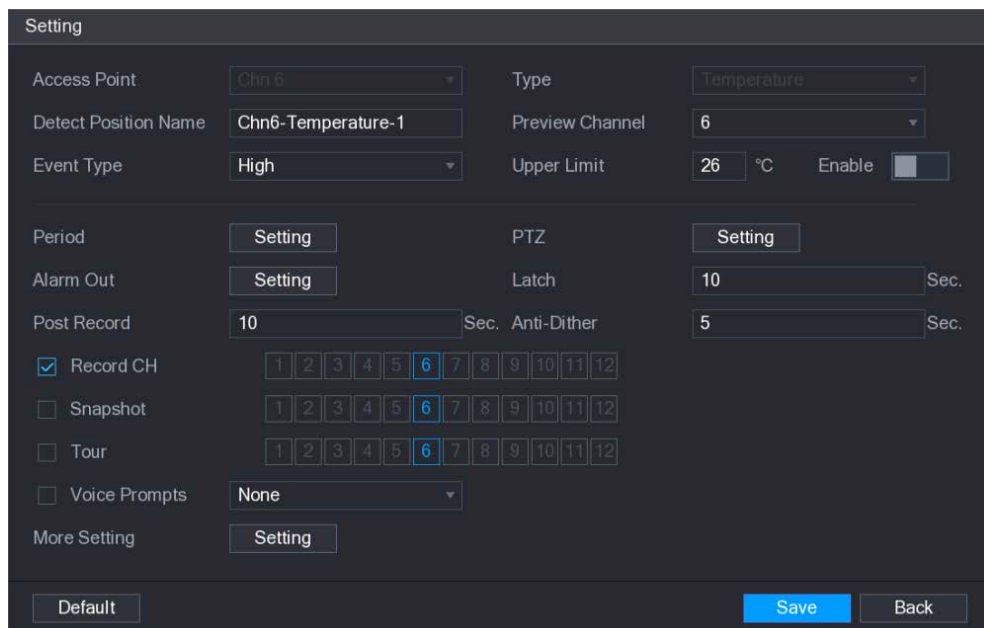 Setting
Access Point Chn 6 Type Temperature
Detect Position Name Chn6-Temperature-1 Preview Channel 6
Event Type High Upper Limit 26 °C Enable
Period Setting PTZ Setting
Alarm Out Setting Latch 10 Sec.
Post Record 10 Sec. Anti-Dither 5 Sec.
Record CH 1 2 3 4 5 6 7 8 9 10 11 12
Snapshot 1 2 3 4 5 6 7 8 9 10 11 12
Tour 1 2 3 4 5 6 7 8 9 10 11 12
Voice Prompts None
More Setting Setting
Default Save Back